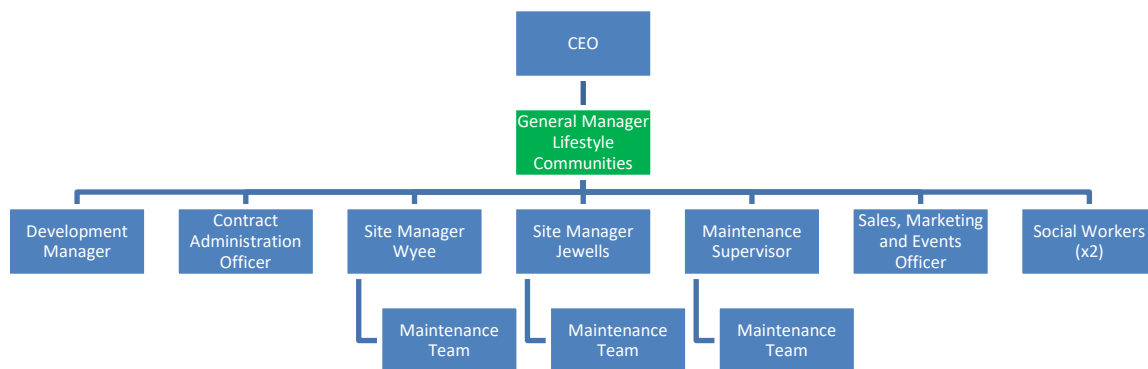 CEO
General Manager
Lifestyle
Communities
Development
Manager
Contract
Administration
Officer
Site Manager
Wyee
Site Manager
Jewells
Maintenance
Supervisor
Sales, Marketing
and Events
Officer
Social Workers
(x2)
Maintenance
Team
Maintenance
Team
Maintenance
Team